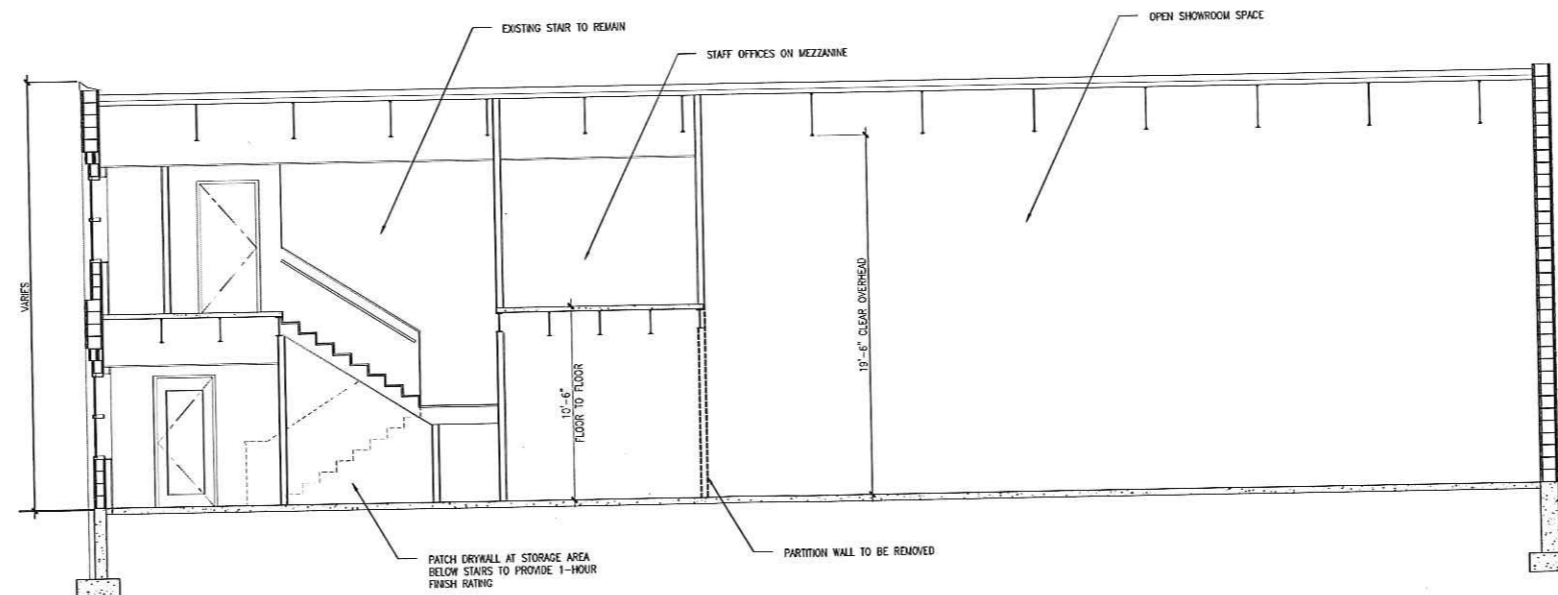 EXISTING STAIR TO REMAIN
OPEN SHOWROOM SPACE
STAFF OFFICES ON MEZZANINE
VARIES
10'-6"
FLOOR TO FLOOR
19'-6" CLEAR OVERHEAD
PATCH DRYWALL AT STORAGE AREA
BELOW STAIRS TO PROVIDE 1-HOUR
FINISH RATING
PARTITION WALL TO BE REMOVED